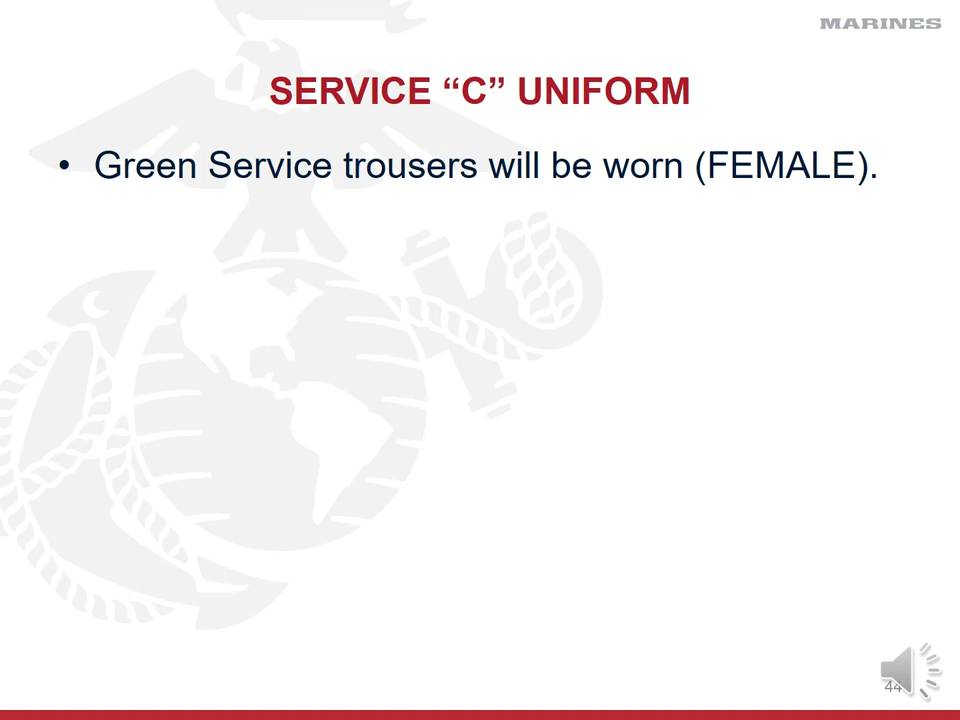 MARINES
SERVICE “C” UNIFORM
• Green Service trousers will be worn (FEMALE).
44